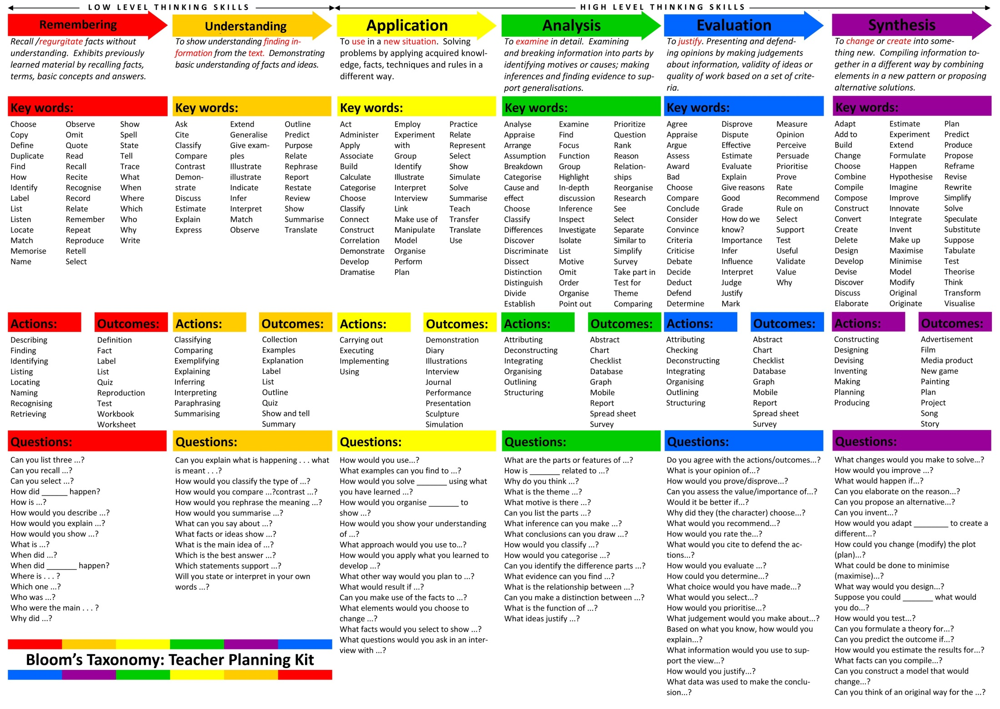 LOW LEVEL THINKING SKILLS
HIGH LEVEL THINKING SKILLS
Remembering
Recall /regurgitate facts without
understanding. Exhibits previously
learned material by recalling facts,
terms, basic concepts and answers.
Key words:
Choose
Copy
Define
Duplicate
Find
How
Identify
Label
List
Listen
Locate
Match
Memorise
Name
Observe
Omit
Quote
Read
Recall
Recite
Recognise
Record
Relate
Remember
Repeat
Reproduce
Retell
Select
Show
Spell
State
Tell
Trace
What
When
Where
Which
Who
Why
Write
Actions:
Describing
Finding
Identifying
Listing
Locating
Naming
Recognising
Retrieving
Outcomes:
Definition
Fact
Label
List
Quiz
Reproduction
Test
Workbook
Worksheet
Questions:
Can you list three ...?
Can you recall ...?
Can you select ...?
How did ______ happen?
How is ...?
How would you describe ...?
How would you explain ...?
How would you show ...?
What is ...?
When did ...?
When did _______ happen?
Where is . . . ?
Which one ...?
Who was ...?
Who were the main . . . ?
Why did ...?
Understanding
To show understanding finding in-
formation from the text. Demonstrating
basic understanding of facts and ideas.
Key words:
Ask
Cite
Classify
Compare
Contrast
Demon-
strate
Discuss
Estimate
Explain
Express
Extend
Generalise
Give exam-
ples
Illustrate
illustrate
Indicate
Infer
Interpret
Match
Observe
Outline
Predict
Purpose
Relate
Rephrase
Report
Restate
Review
Show
Summarise
Translate
Actions:
Classifying
Comparing
Exemplifying
Explaining
Inferring
Interpreting
Paraphrasing
Summarising
Outcomes:
Collection
Examples
Explanation
Label
List
Outline
Quiz
Show and tell
Summary
Questions:
Can you explain what is happening . . . what
is meant . . .?
How would you classify the type of ...?
How would you compare ...?contrast ...?
How would you rephrase the meaning ...?
How would you summarise ...?
What can you say about ...?
What facts or ideas show ...?
What is the main idea of ...?
Which is the best answer ...?
Which statements support ...?
Will you state or interpret in your own
words ...?
Application
To use in a new situation. Solving
problems by applying acquired knowl-
edge, facts, techniques and rules in a
different way.
Key words:
Act
Administer
Apply
Associate
Build
Calculate
Categorise
Choose
Classify
Connect
Construct
Correlation
Demonstrate
Develop
Dramatise
Employ
Experiment
with
Group
Identify
Illustrate
Interpret
Interview
Link
Make use of
Manipulate
Model
Organise
Perform
Plan
Practice
Relate
Represent
Select
Show
Simulate
Solve
Summarise
Teach
Transfer
Translate
Use
Actions:
Carrying out
Executing
Implementing
Using
Outcomes:
Demonstration
Diary
Illustrations
Interview
Journal
Performance
Presentation
Sculpture
Simulation
Questions:
How would you use...?
What examples can you find to ...?
How would you solve _______ using what
you have learned ...?
How would you organise _______ to
show ...?
How would you show your understanding
of ...?
What approach would you use to...?
How would you apply what you learned to
develop ...?
What other way would you plan to ...?
What would result if ...?
Can you make use of the facts to ...?
What elements would you choose to
change ...?
What facts would you select to show ...?
What questions would you ask in an inter-
view with ...?
Analysis
To examine in detail. Examining
and breaking information into parts by
identifying motives or causes; making
inferences and finding evidence to sup-
port generalisations.
Key words:
Analyse
Appraise
Arrange
Assumption
Breakdown
Categorise
Cause and
effect
Choose
Classify
Differences
Discover
Discriminate
Dissect
Distinction
Distinguish
Divide
Establish
Examine
Find
Focus
Function
Group
Highlight
In-depth
discussion
Inference
Inspect
Investigate
Isolate
List
Motive
Omit
Order
Organise
Point out
Prioritize
Question
Rank
Reason
Relation-
ships
Reorganise
Research
See
Select
Separate
Similar to
Simplify
Survey
Take part in
Test for
Theme
Comparing
Actions:
Attributing
Deconstructing
Integrating
Organising
Outlining
Structuring
Outcomes:
Abstract
Chart
Checklist
Database
Graph
Mobile
Report
Spread sheet
Survey
Questions:
What are the parts or features of ...?
How is _______ related to ...?
Why do you think ...?
What is the theme ...?
What motive is there ...?
Can you list the parts ...?
What inference can you make ...?
What conclusions can you draw ...?
How would you classify ...?
How would you categorise ...?
Can you identify the difference parts ...?
What evidence can you find ...?
What is the relationship between ...?
Can you make a distinction between ...?
What is the function of ...?
What ideas justify ...?
Evaluation
To justify. Presenting and defend-
ing opinions by making judgements
about information, validity of ideas or
quality of work based on a set of crite-
ria.
Key words:
Agree
Appraise
Argue
Assess
Award
Bad
Choose
Compare
Conclude
Consider
Convince
Criteria
Criticise
Debate
Decide
Deduct
Defend
Determine
Disprove
Dispute
Effective
Estimate
Evaluate
Explain
Give reasons
Good
Grade
How do we
know?
Importance
Infer
Influence
Interpret
Judge
Justify
Mark
Measure
Opinion
Perceive
Persuade
Prioritise
Prove
Rate
Recommend
Rule on
Select
Support
Test
Useful
Validate
Value
Why
Actions:
Attributing
Checking
Deconstructing
Integrating
Organising
Outlining
Structuring
Outcomes:
Abstract
Chart
Checklist
Database
Graph
Mobile
Report
Spread sheet
Survey
Questions:
Do you agree with the actions/outcomes...?
What is your opinion of...?
How would you prove/disprove...?
Can you assess the value/importance of...?
Would it be better if...?
Why did they (the character) choose...?
What would you recommend...?
How would you rate the...?
What would you cite to defend the ac-
tions...?
How would you evaluate ...?
How could you determine...?
What choice would you have made...?
What would you select...?
How would you prioritise...?
What judgement would you make about...?
Based on what you know, how would you
explain...?
What information would you use to sup-
port the view...?
How would you justify...?
What data was used to make the conclu-
sion...?
Synthesis
To change or create into some-
thing new. Compiling information to-
gether in a different way by combining
elements in a new pattern or proposing
alternative solutions.
Key words:
Adapt
Add to
Build
Change
Choose
Combine
Compile
Compose
Construct
Convert
Create
Delete
Design
Develop
Devise
Discover
Discuss
Elaborate
Estimate
Experiment
Extend
Formulate
Happen
Hypothesise
Imagine
Improve
Innovate
Integrate
Invent
Make up
Maximise
Minimise
Model
Modify
Original
Originate
Plan
Predict
Produce
Propose
Reframe
Revise
Rewrite
Simplify
Solve
Speculate
Substitute
Suppose
Tabulate
Test
Theorise
Think
Transform
Visualise
Actions:
Constructing
Designing
Devising
Inventing
Making
Planning
Producing
Outcomes:
Advertisement
Film
Media product
New game
Painting
Plan
Project
Song
Story
Questions:
What changes would you make to solve...?
How would you improve ...?
What would happen if...?
Can you elaborate on the reason...?
Can you propose an alternative...?
Can you invent...?
How would you adapt ________ to create a
different...?
How could you change (modify) the plot
(plan)...?
What could be done to minimise
(maximise)...?
What way would you design...?
Suppose you could _______ what would
you do...?
How would you test...?
Can you formulate a theory for...?
Can you predict the outcome if...?
How would you estimate the results for...?
What facts can you compile...?
Can you construct a model that would
change...?
Can you think of an original way for the ...?
Bloom’s Taxonomy: Teacher Planning Kit